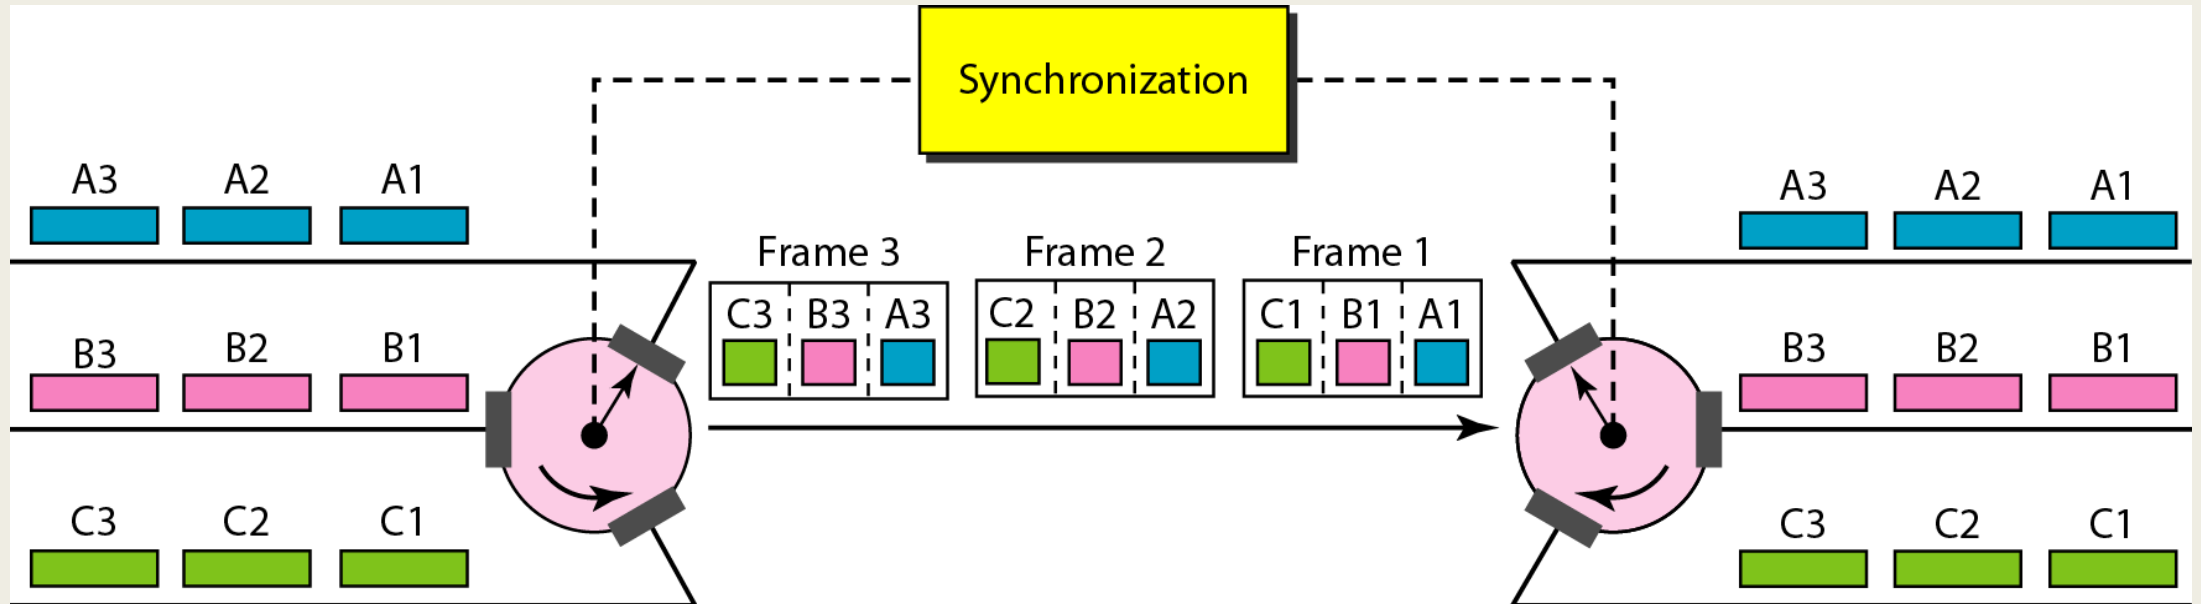 Synchronization
A3 A2 A1
A3 A2 A1
Frame 3 Frame 2 Frame 1
C3 B3 A3
C2 B2 A2
C1 B1 A1
B3 B2 B1
B3 B2 B1
C3 C2 C1
C3 C2 C1